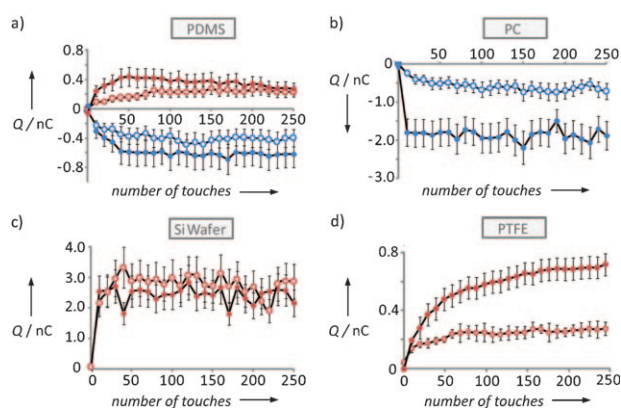 a)
PDMS
0.8
0.4
0
-0.4
-0.8
50 100 150 200 250
Q / nC
number of touches
b)
PC
50 100 150 200 250
0
-1.0
-2.0
-3.0
Q / nC
number of touches
c)
Si Wafer
4.0
3.0
2.0
1.0
0
0 50 100 150 200 250
Q / nC
number of touches
d)
PTFE
0.8
0.4
0
0 50 100 150 200 250
Q / nC
number of touches